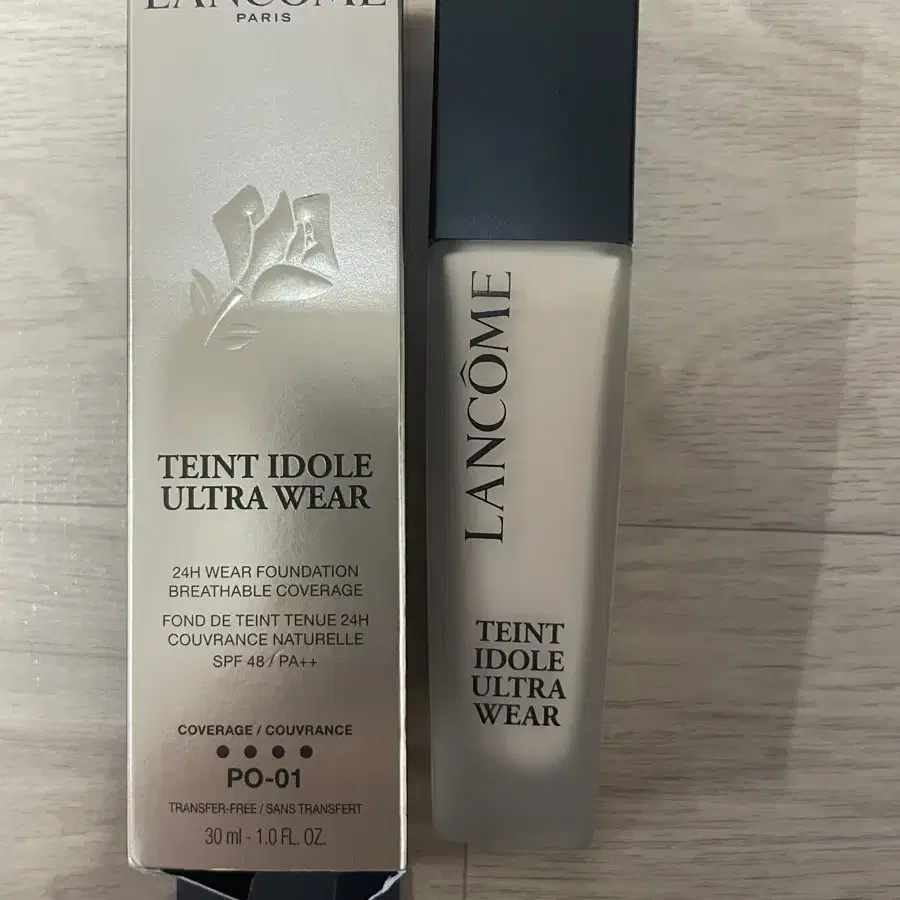 LANCÔME
PARIS
TEINT IDOLE
ULTRA WEAR
24H WEAR FOUNDATION
BREATHABLE COVERAGE
FOND DE TEINT TENUE 24H
COUVRANCE NATURELLE
SPF 48 / PA++
COVERAGE / COUVRANCE
PO-01
TRANSFER-FREE / SANS TRANSFERT
30 ml - 1.0 FL. OZ.
LANCÔME
TEINT
IDOLE
ULTRA
WEAR